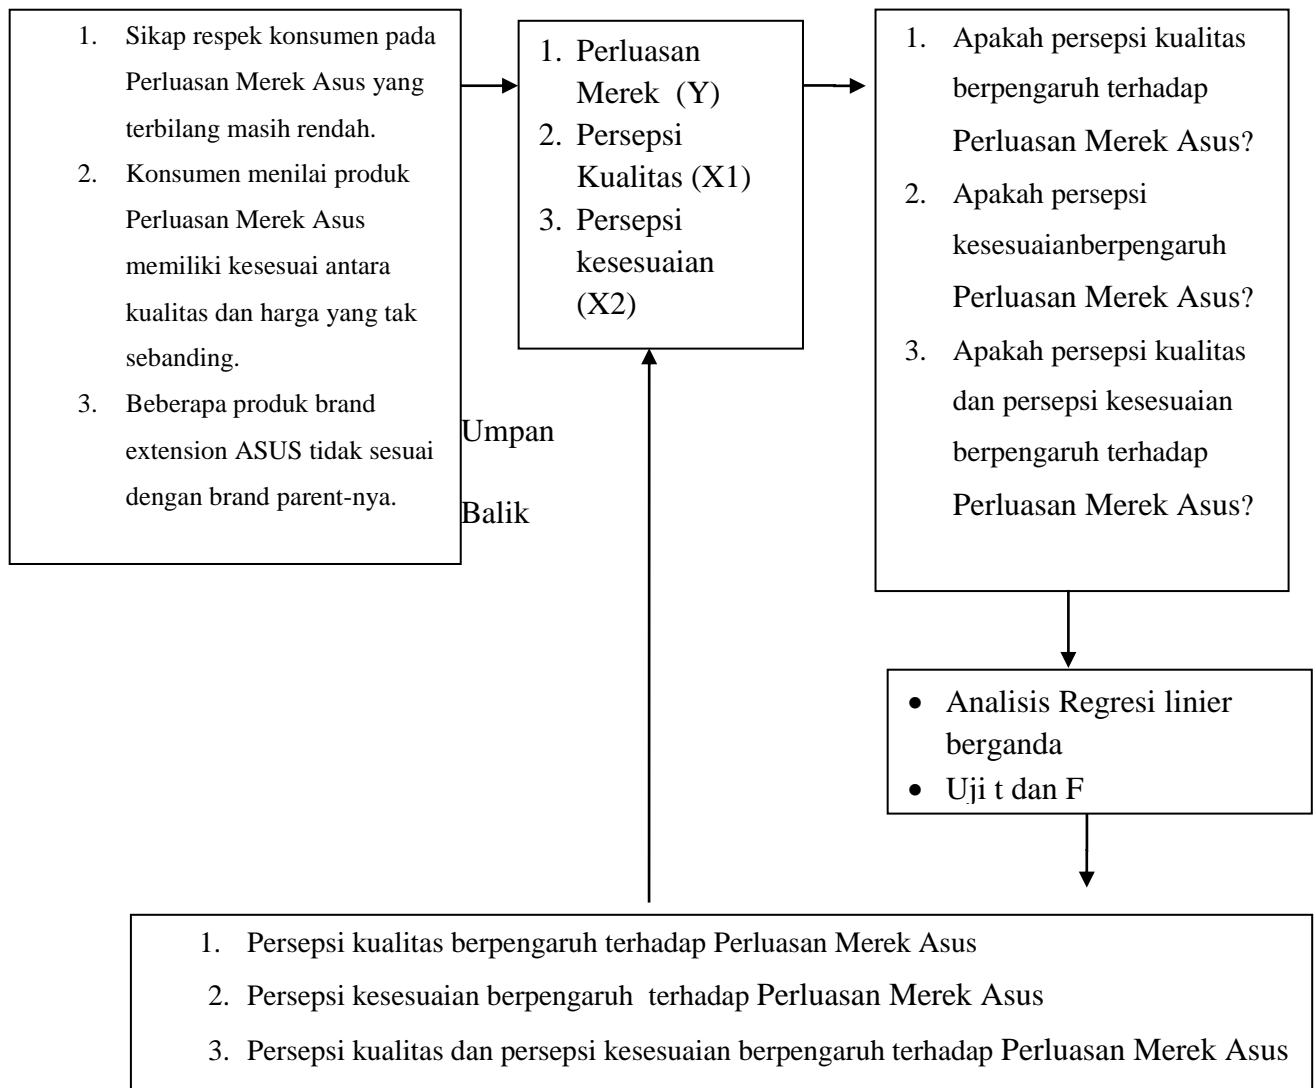 1. Sikap respek konsumen pada
Perluasan Merek Asus yang
terbilang masih rendah.
2. Konsumen menilai produk
Perluasan Merek Asus
memiliki kesesuai antara
kualitas dan harga yang tak
sebanding.
3. Beberapa produk brand
extension ASUS tidak sesuai
dengan brand parent-nya.
Umpan
Balik
1. Perluasan
Merek (Y)
2. Persepsi
Kualitas (X1)
3. Persepsi
kesesuaian
(X2)
1. Apakah persepsi kualitas
berpengaruh terhadap
Perluasan Merek Asus?
2. Apakah persepsi
kesesuaianberpengaruh
Perluasan Merek Asus?
3. Apakah persepsi kualitas
dan persepsi kesesuaian
berpengaruh terhadap
Perluasan Merek Asus?
• Analisis Regresi linier
berganda
• Uji t dan F
1. Persepsi kualitas berpengaruh terhadap Perluasan Merek Asus
2. Persepsi kesesuaian berpengaruh terhadap Perluasan Merek Asus
3. Persepsi kualitas dan persepsi kesesuaian berpengaruh terhadap Perluasan Merek Asus